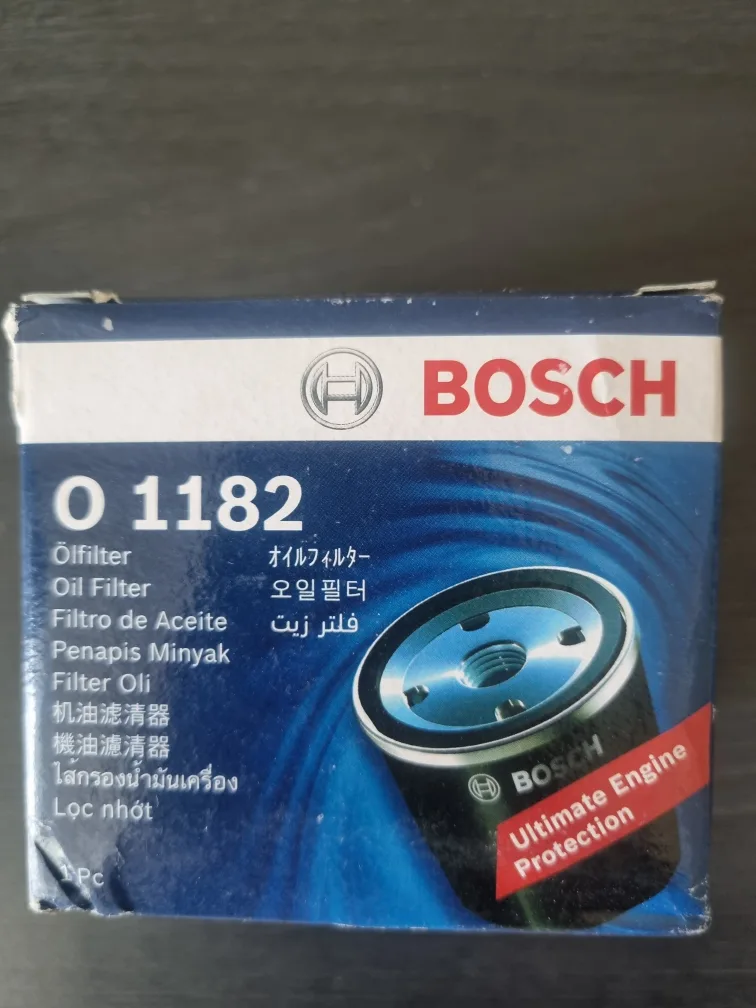 BOSCH
O 1182
Ölfilter
Oil Filter
Filtro de Aceite
Penapis Minyak
Filter Oli
机油滤清器
機油濾清器
ไส้กรองน้ำมันเครื่อง
Lọc nhớt
オイルフィルター
오일필터
فلتر زيت
1 Pc
BOSCH
Ultimate Engine
Protection